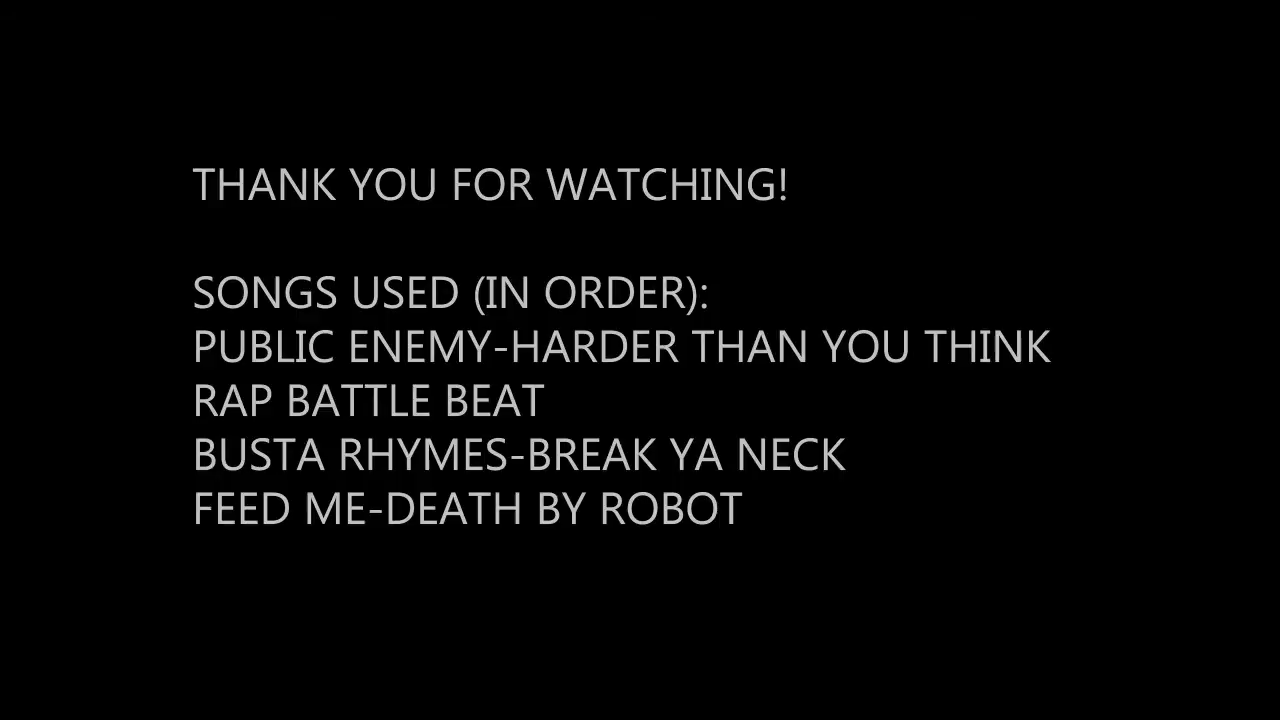 THANK YOU FOR WATCHING!
SONGS USED (IN ORDER):
PUBLIC ENEMY-HARDER THAN YOU THINK
RAP BATTLE BEAT
BUSTA RHYMES-BREAK YA NECK
FEED ME-DEATH BY ROBOT